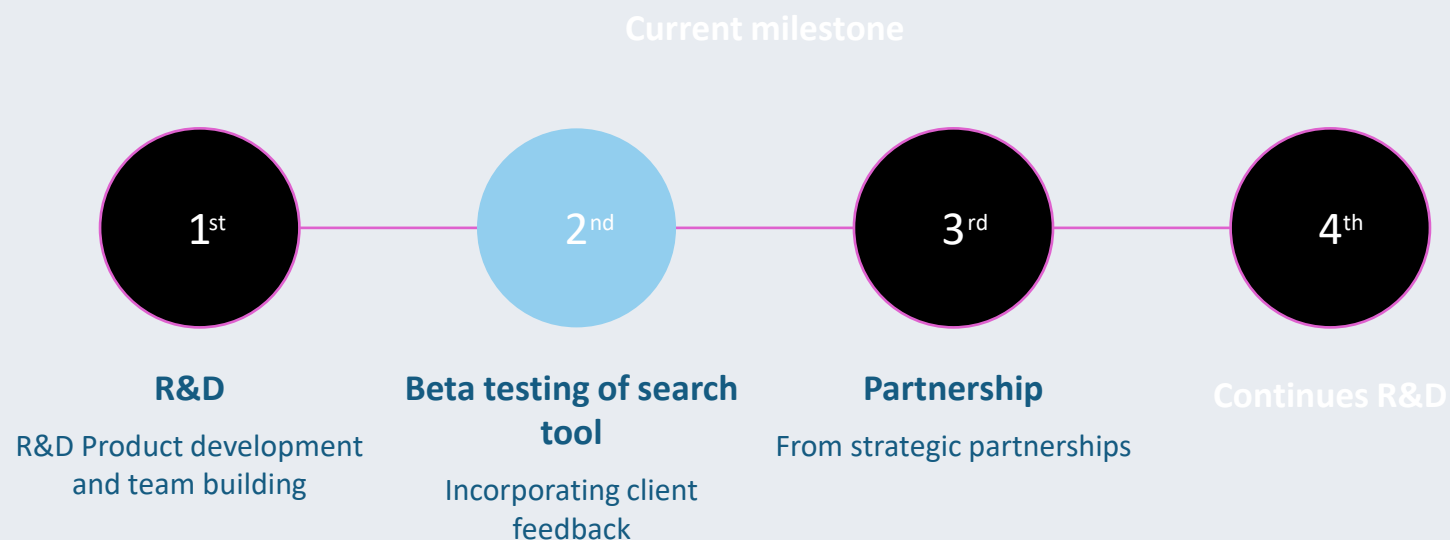 Current milestone
1st
2nd
3rd
4th
R&D
R&D Product development
and team building
Beta testing of search
tool
Incorporating client
feedback
Partnership
From strategic partnerships
Continues R&D